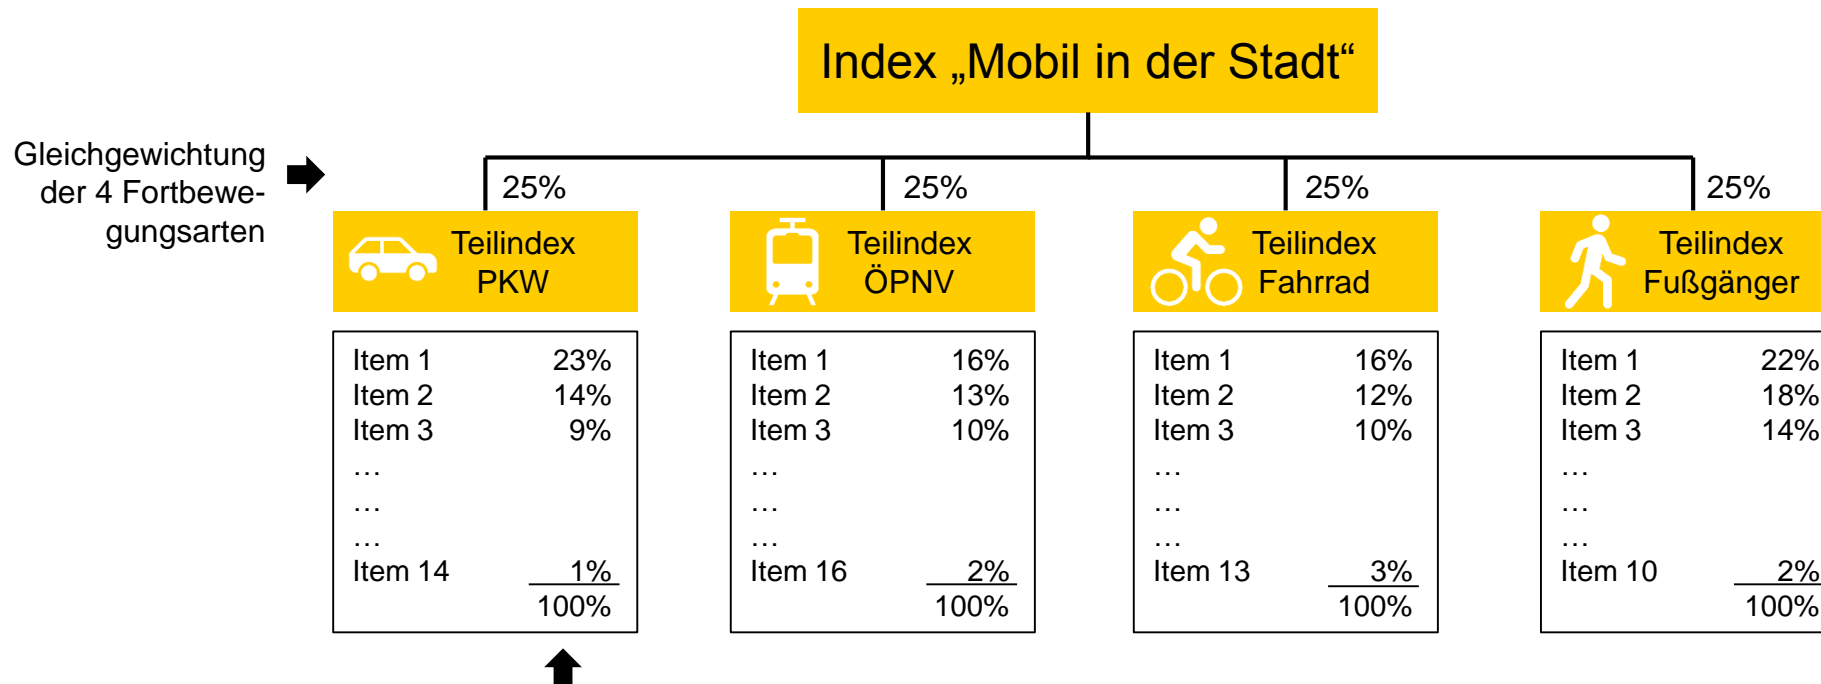 Index „Mobil in der Stadt“
Gleichgewichtung
der 4 Fortbewe-
gungsarten
25%
25%
25%
25%
Teilindex
PKW
Teilindex
ÖPNV
Teilindex
Fahrrad
Teilindex
Fußgänger
Item 1 23%
Item 2 14%
Item 3 9%
…
…
…
Item 14 1%
100%
Item 1 16%
Item 2 13%
Item 3 10%
…
…
…
Item 16 2%
100%
Item 1 16%
Item 2 12%
Item 3 10%
…
…
…
Item 13 3%
100%
Item 1 22%
Item 2 18%
Item 3 14%
…
…
…
Item 10 2%
100%